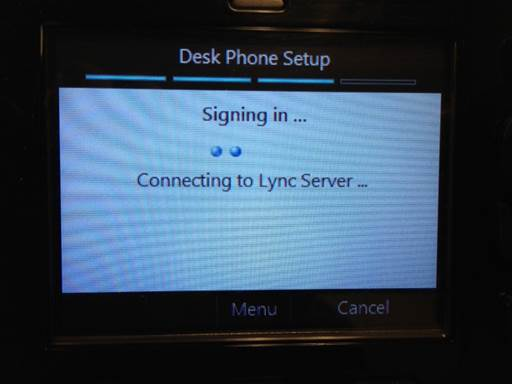 Desk Phone Setup
Signing in ...
Connecting to Lync Server ...
Menu Cancel